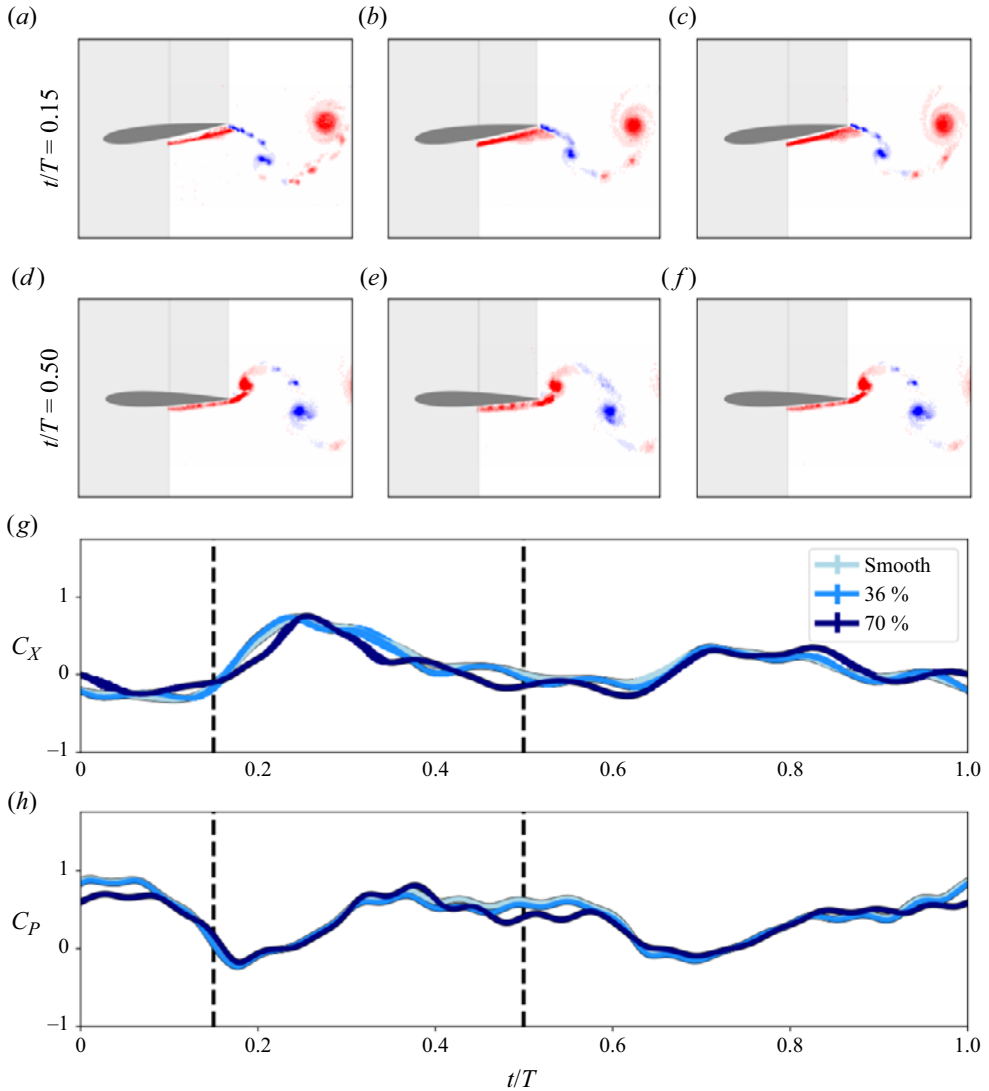 (a)
(b)
(c)
t/T = 0.15
(d)
(e)
(f)
t/T = 0.50
(g)
Smooth
36 %
70 %
C_X
1
0
–1
0
0.2
0.4
0.6
0.8
1.0
(h)
C_P
1
0
–1
0
0.2
0.4
0.6
0.8
1.0
t/T